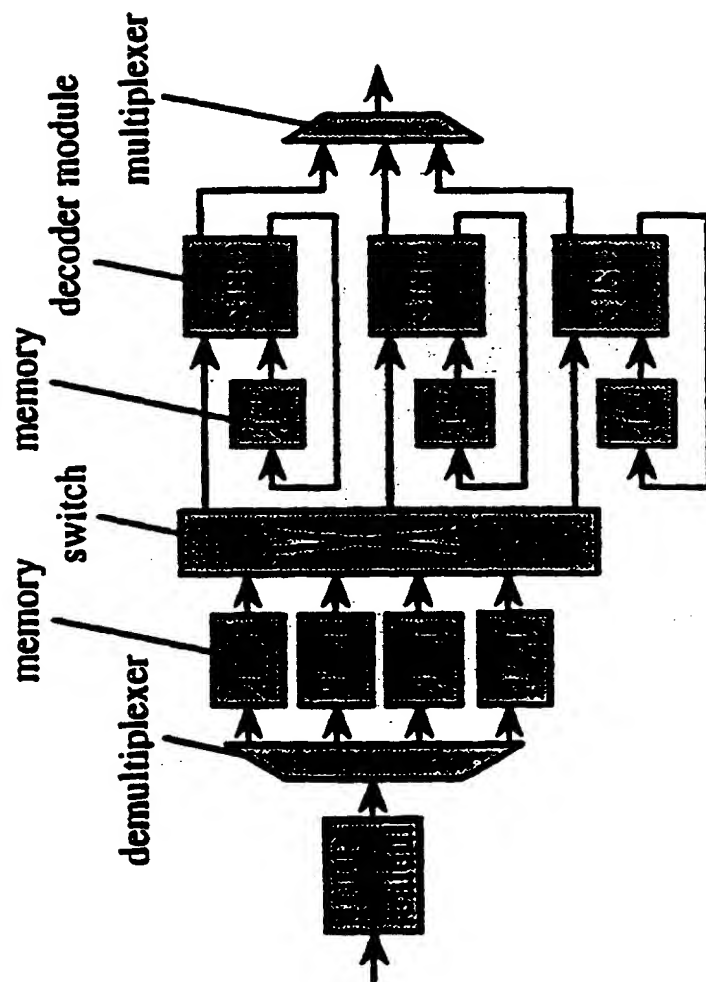 demultiplexer
memory
switch
memory
decoder module
multiplexer